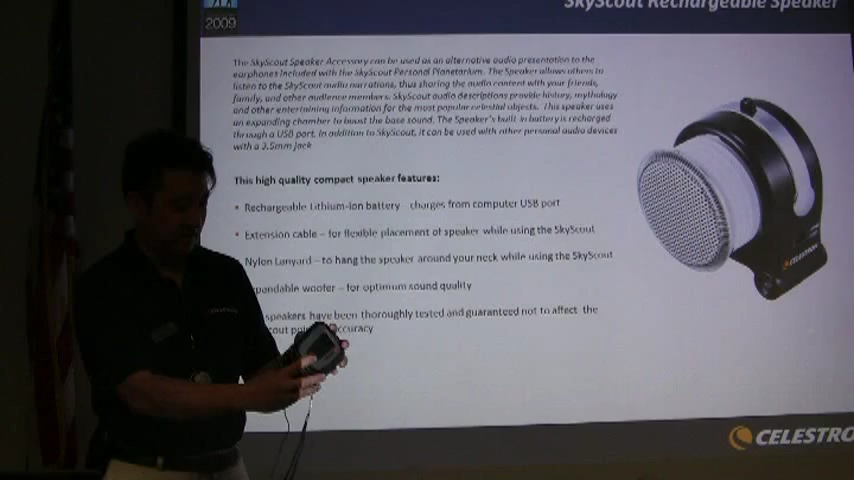 2009
SkyScout Rechargeable Speaker
The SkyScout Speaker Accessory can be used as an alternative audio presentation to the
earphones included with the SkyScout Personal Planetarium. The Speaker allows others to
listen to the SkyScout audio narrations, thus sharing the audio content with your friends,
family, and other audience members. SkyScout audio descriptions provide history, mythology
and other entertaining information for the most popular celestial objects. This speaker uses
an expanding chamber to boost the base sound. The Speaker's built in battery is recharged
through a USB port. In addition to SkyScout, it can be used with other personal audio devices
with a 3.5mm jack
This high quality compact speaker features:
• Rechargeable Lithium-ion battery – charges from computer USB port
• Extension cable – for flexible placement of speaker while using the SkyScout
Nylon Lanyard – to hang the speaker around your neck while using the SkyScout
pandable woofer – for optimum sound quality
speakers have been thoroughly tested and guaranteed not to affect the
cout poi accuracy
CELESTRON
CELESTRO